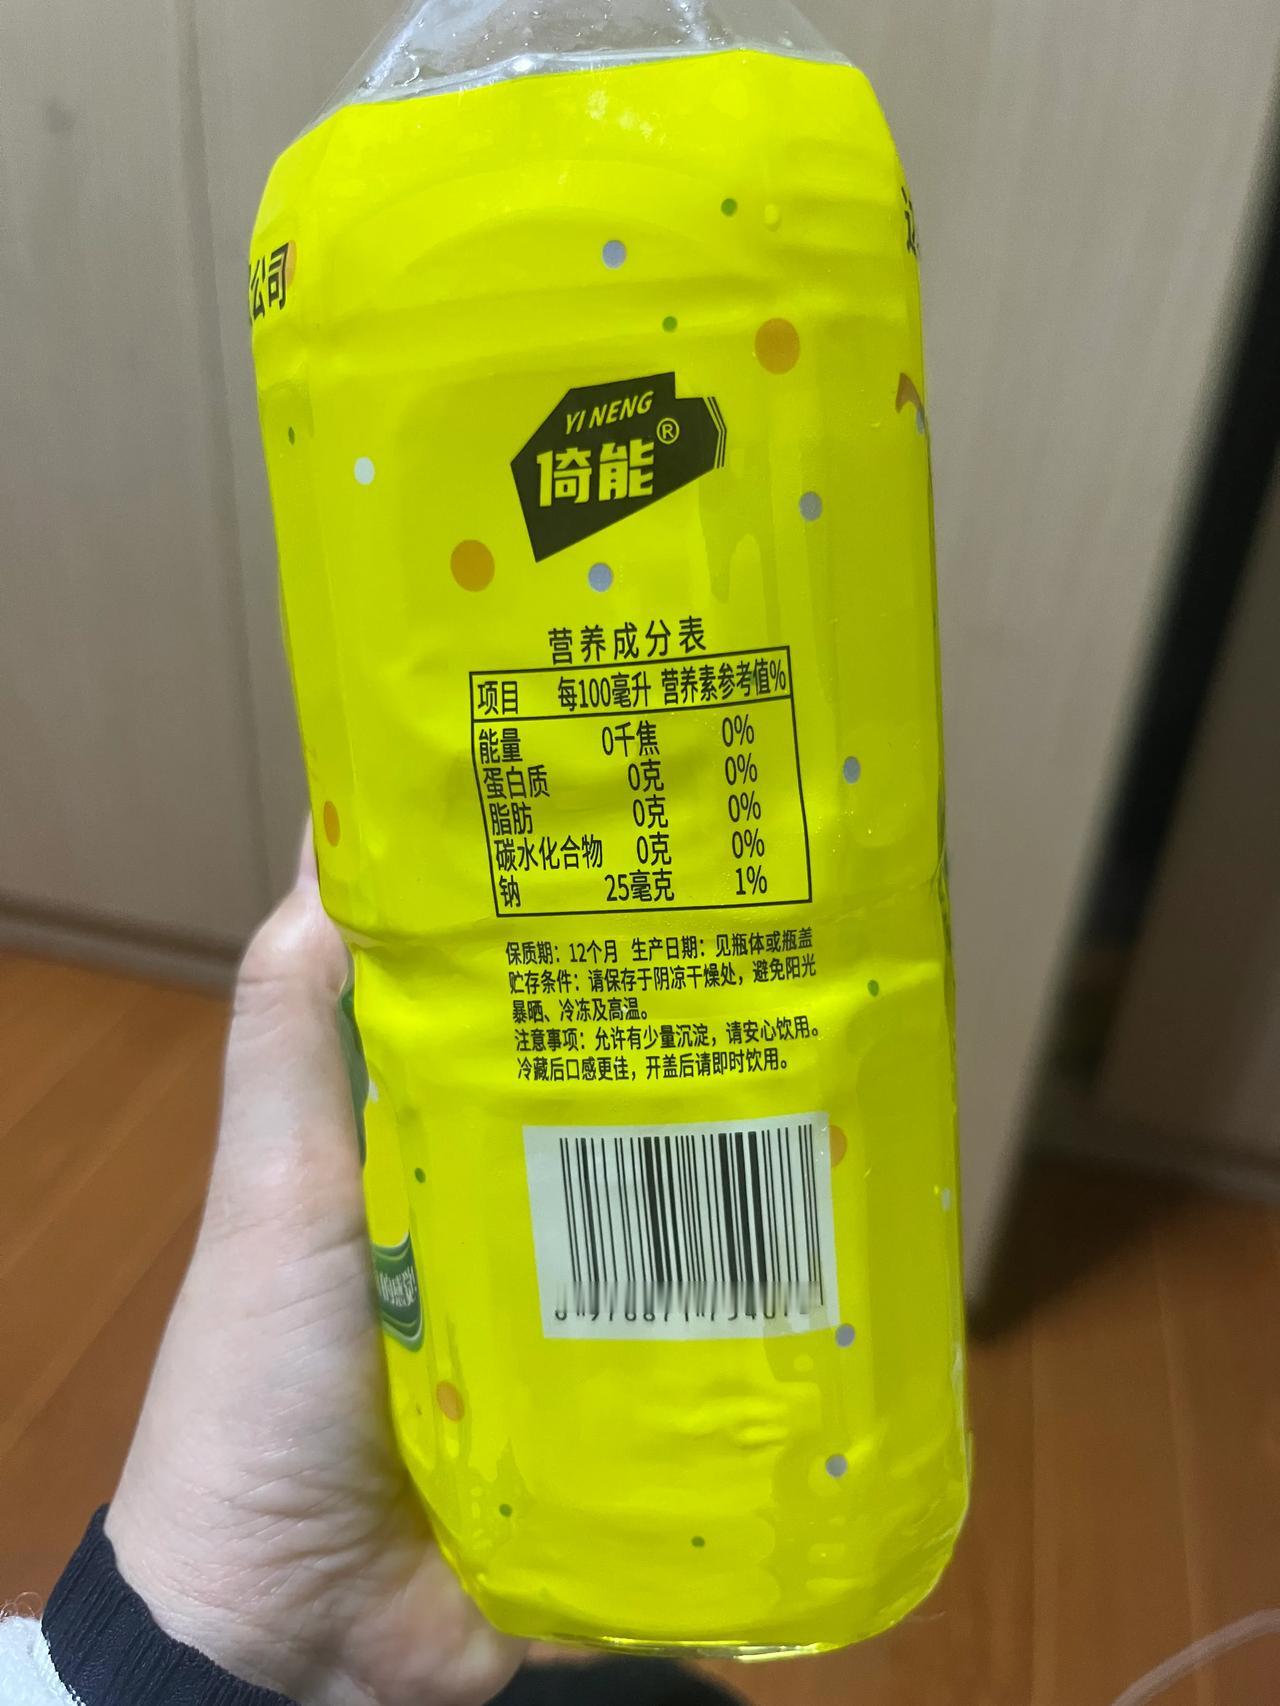 公司
YI NENG
倚能®
营养成分表
项目 每100毫升 营养素参考值%
能量 0千焦 0%
蛋白质 0克 0%
脂肪 0克 0%
碳水化合物 0克 0%
钠 25毫克 1%
保质期：12个月 生产日期：见瓶体或瓶盖
贮存条件：请保存于阴凉干燥处，避免阳光
暴晒、冷冻及高温。
注意事项：允许有少量沉淀，请安心饮用。
冷藏后口感更佳，开盖后请即时饮用。
的感觉!